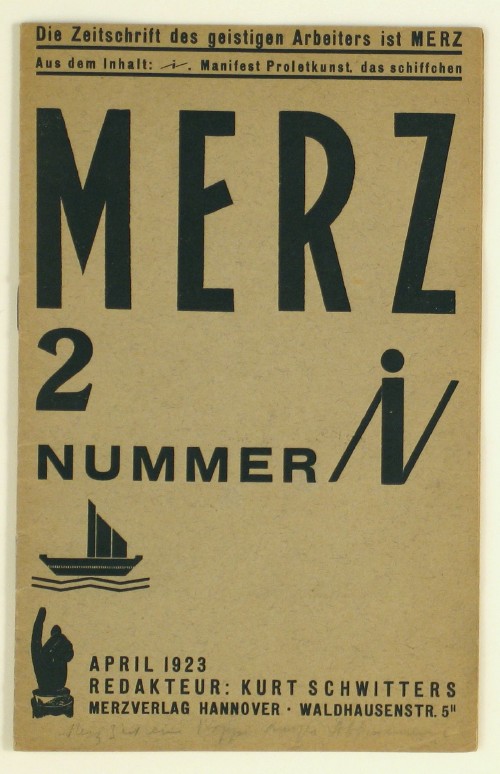 Die Zeitschrift des geistigen Arbeiters ist MERZ
Aus dem Inhalt: i. Manifest Proletkunst, das schiffchen
MERZ
2
NUMMER i
APRIL 1923
REDAKTEUR: KURT SCHWITTERS
MERZVERLAG HANNOVER · WALDHAUSENSTR. 5ᴵᴵ